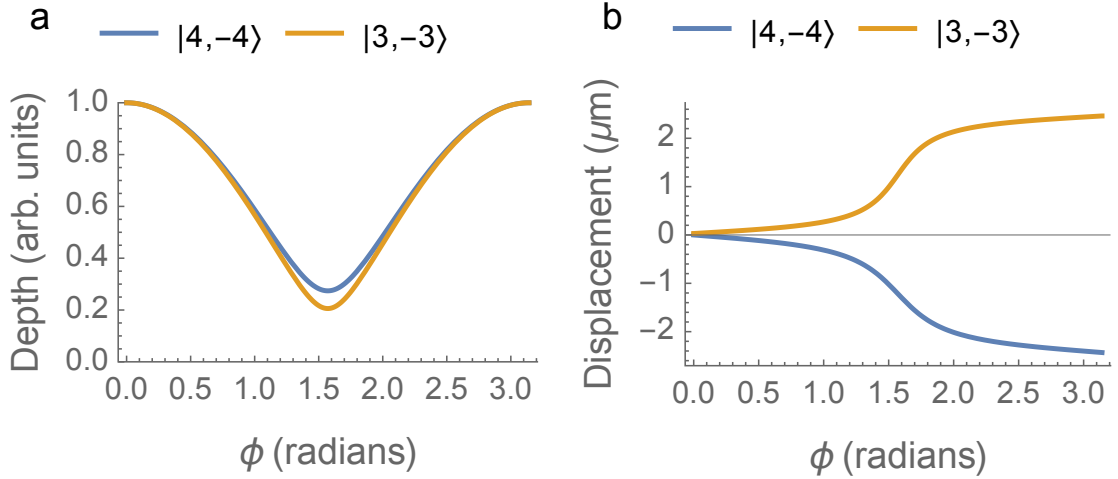 a
|4,−4⟩ |3,−3⟩
Depth (arb. units)
1.0
0.8
0.6
0.4
0.2
0.0
0.0 0.5 1.0 1.5 2.0 2.5 3.0
ϕ (radians)
b
|4,−4⟩ |3,−3⟩
Displacement (μm)
2
1
0
−1
−2
0.0 0.5 1.0 1.5 2.0 2.5 3.0
ϕ (radians)